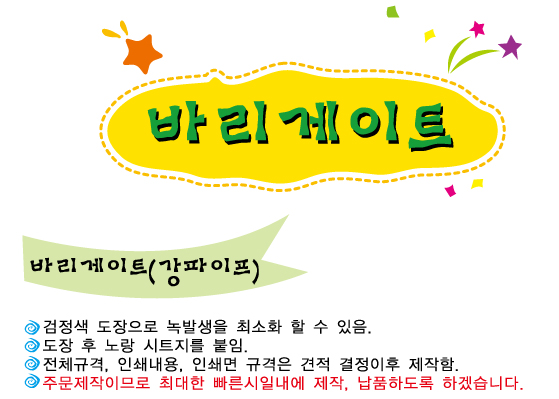 바리게이트
바리게이트(강파이프)
검정색 도장으로 녹발생을 최소화 할 수 있음.
도장 후 노랑 시트지를 붙임.
전체규격, 인쇄내용, 인쇄면 규격은 견적 결정이후 제작함.
주문제작이므로 최대한 빠른시일내에 제작, 납품하도록 하겠습니다.